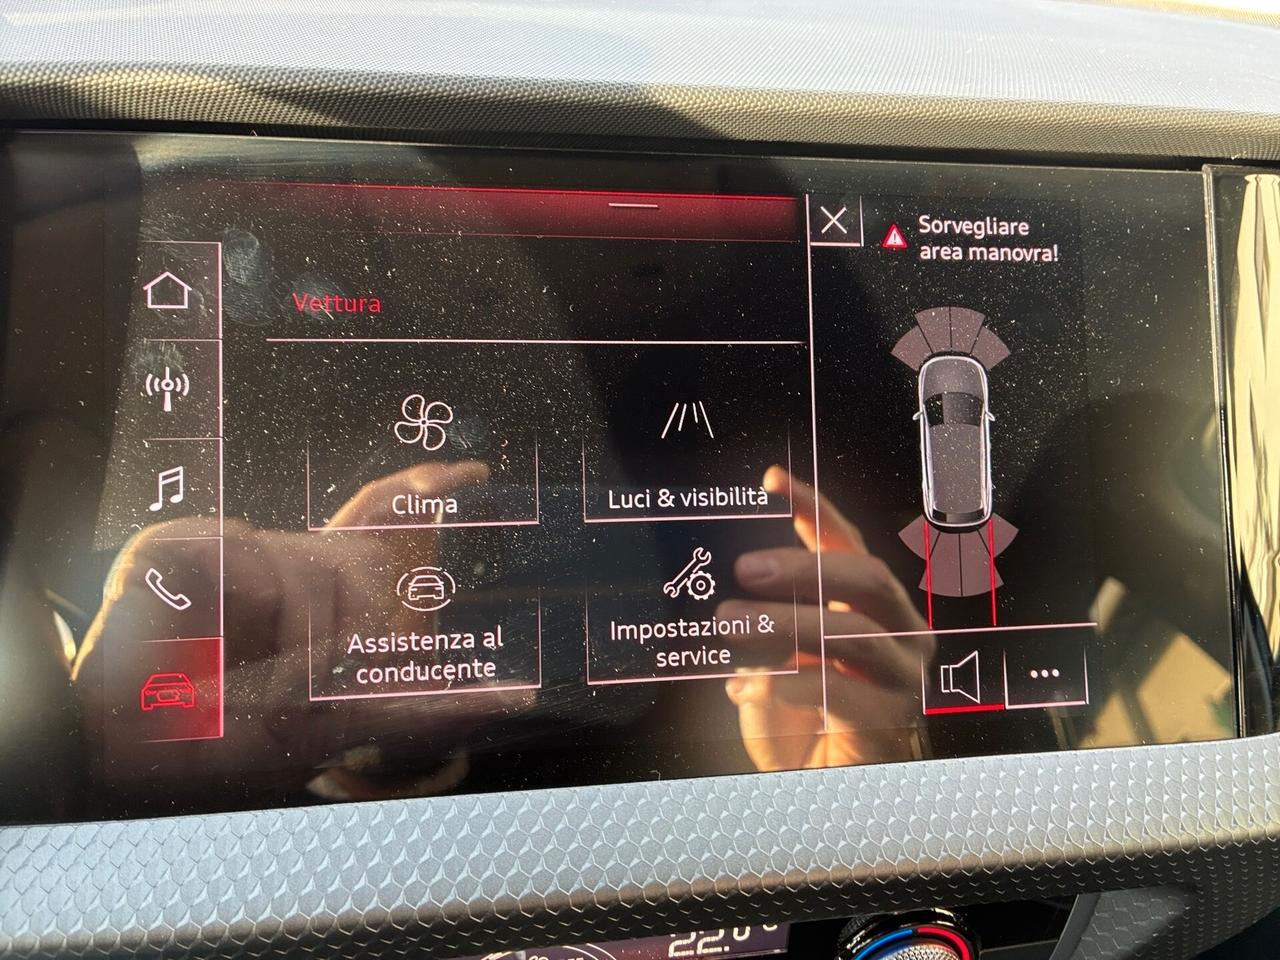 Sorvegliare
area manovra!
Vettura
Clima
Luci & visibilità
Assistenza al
conducente
Impostazioni &
service